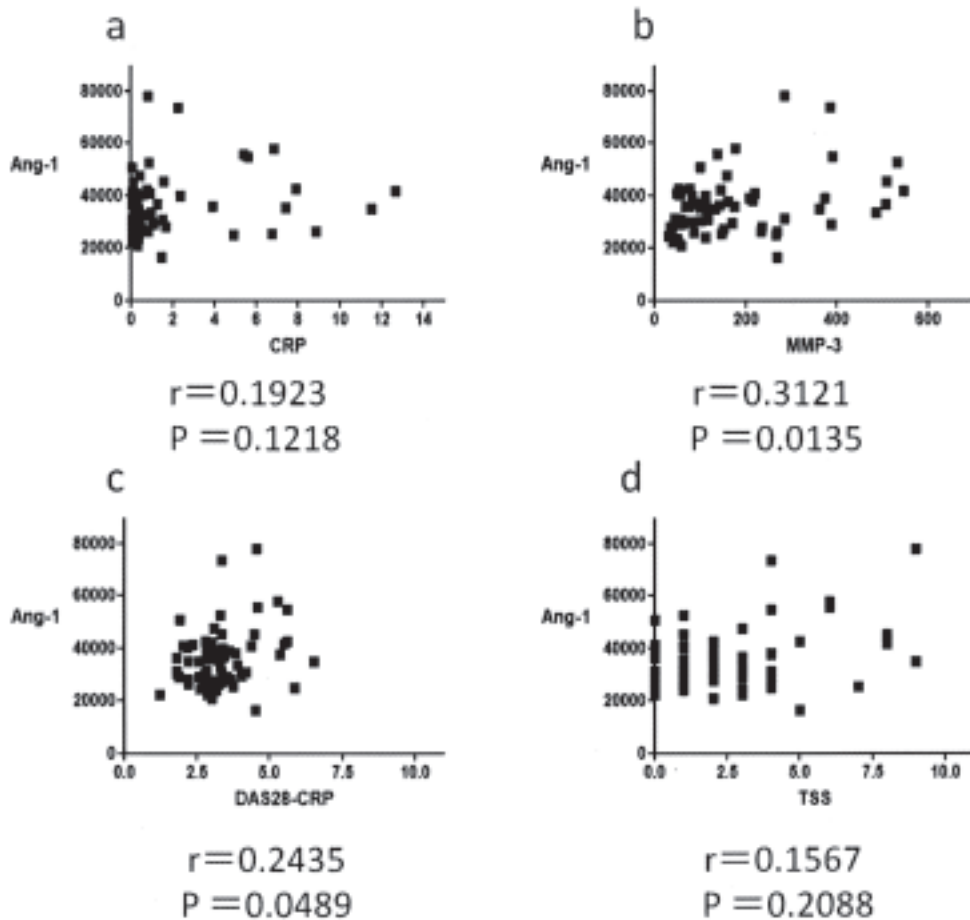 a
80000
60000
Ang-1
40000
20000
0
0 2 4 6 8 10 12 14
CRP
r=0.1923
P =0.1218
b
80000
60000
Ang-1
40000
20000
0
0 200 400 600
MMP-3
r=0.3121
P =0.0135
c
80000
60000
Ang-1
40000
20000
0
0.0 2.5 5.0 7.5 10.0
DAS28-CRP
r=0.2435
P =0.0489
d
80000
60000
Ang-1
40000
20000
0
0.0 2.5 5.0 7.5 10.0
TSS
r=0.1567
P =0.2088